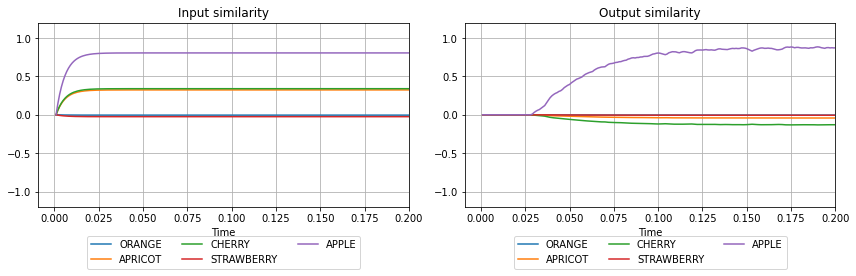 Input similarity
1.0
0.5
0.0
−0.5
−1.0
0.000 0.025 0.050 0.075 0.100 0.125 0.150 0.175 0.200
Time
ORANGE CHERRY APPLE
APRICOT STRAWBERRY
Output similarity
1.0
0.5
0.0
−0.5
−1.0
0.000 0.025 0.050 0.075 0.100 0.125 0.150 0.175 0.200
Time
ORANGE CHERRY APPLE
APRICOT STRAWBERRY